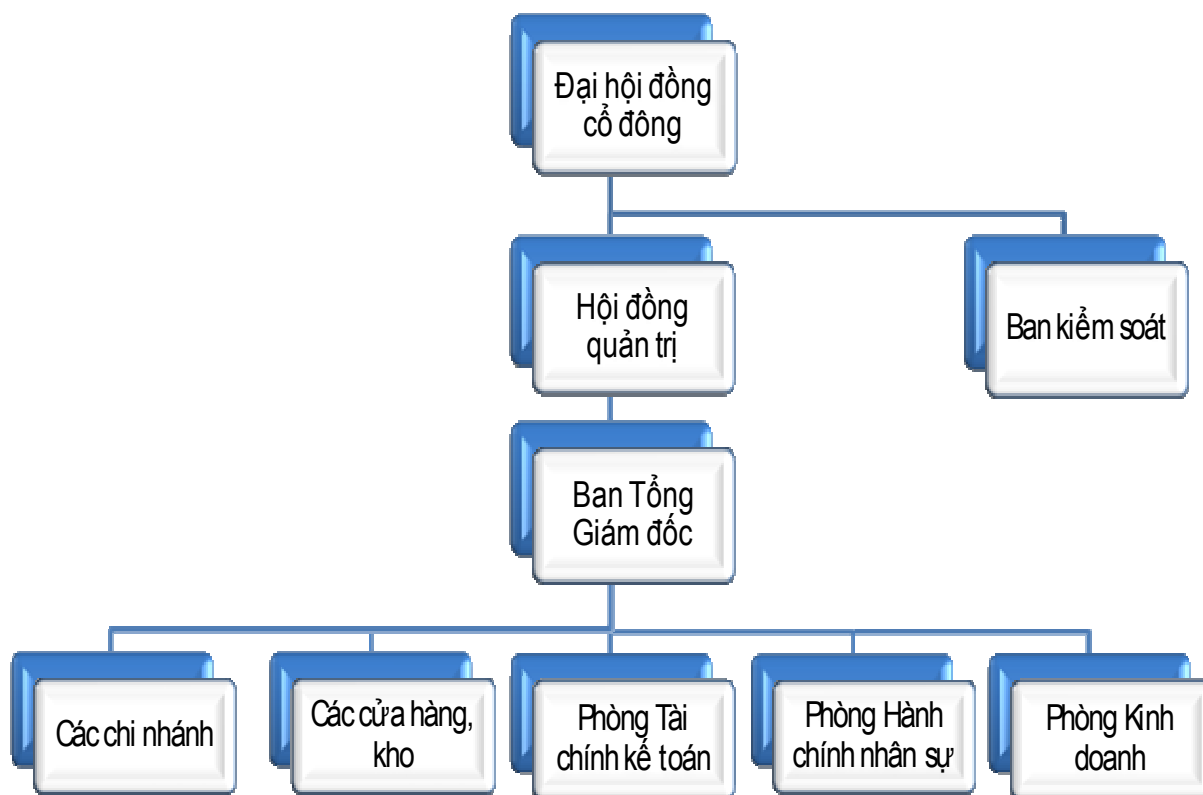 Đại hội đồng
cổ đông
Hội đồng
quản trị
Ban kiểm soát
Ban Tổng
Giám đốc
Các chi nhánh
Các cửa hàng,
kho
Phòng Tài
chính kế toán
Phòng Hành
chính nhân sự
Phòng Kinh
doanh